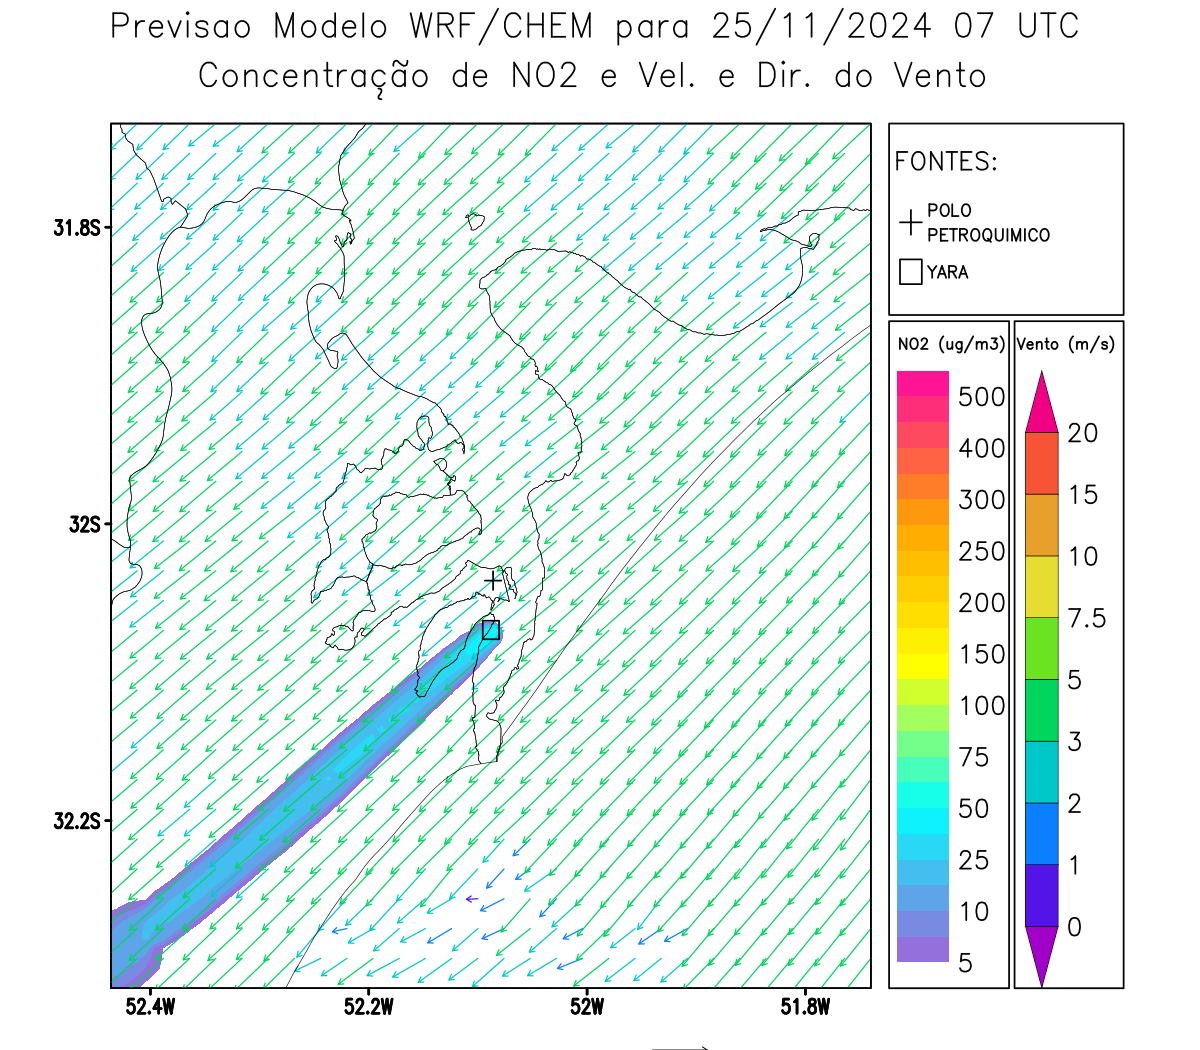 Previsao Modelo WRF/CHEM para 25/11/2024 07 UTC
Concentração de NO2 e Vel. e Dir. do Vento
FONTES:
POLO
PETROQUIMICO
YARA
NO2 (ug/m3)
500
400
300
250
200
150
100
75
50
25
10
5
Vento (m/s)
20
15
10
7.5
5
3
2
1
0
31.8S
32S
32.2S
52.4W
52.2W
52W
51.8W